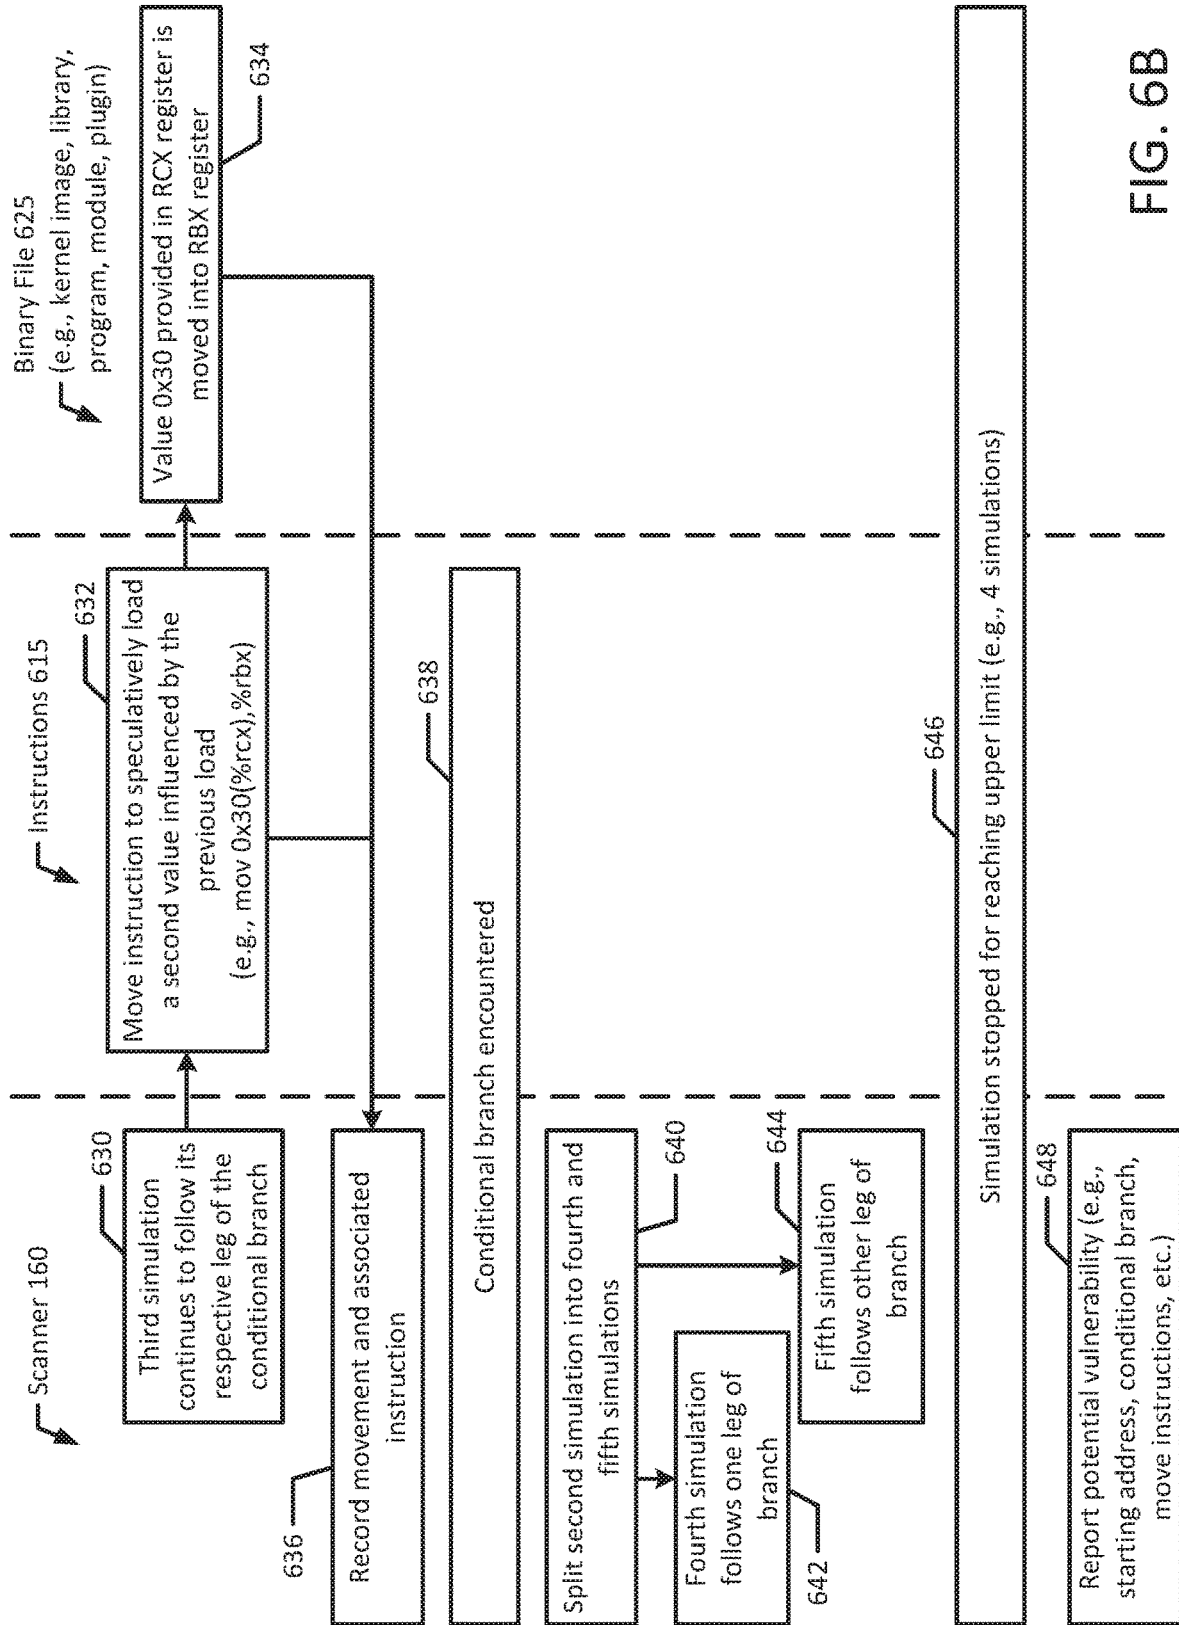 Scanner 160
Instructions 615
Binary File 625
(e.g., kernel image, library,
program, module, plugin)
630
Third simulation
continues to follow its
respective leg of the
conditional branch
632
Move instruction to speculatively load
a second value influenced by the
previous load
(e.g., mov 0x30(%rcx),%rbx)
Value 0x30 provided in RCX register is
moved into RBX register
634
636
Record movement and associated
instruction
638
Conditional branch encountered
Split second simulation into fourth and
fifth simulations
640
Fourth simulation
follows one leg of
branch
642
644
Fifth simulation
follows other leg of
branch
646
Simulation stopped for reaching upper limit (e.g., 4 simulations)
648
Report potential vulnerability (e.g.,
starting address, conditional branch,
move instructions, etc.)
FIG. 6B